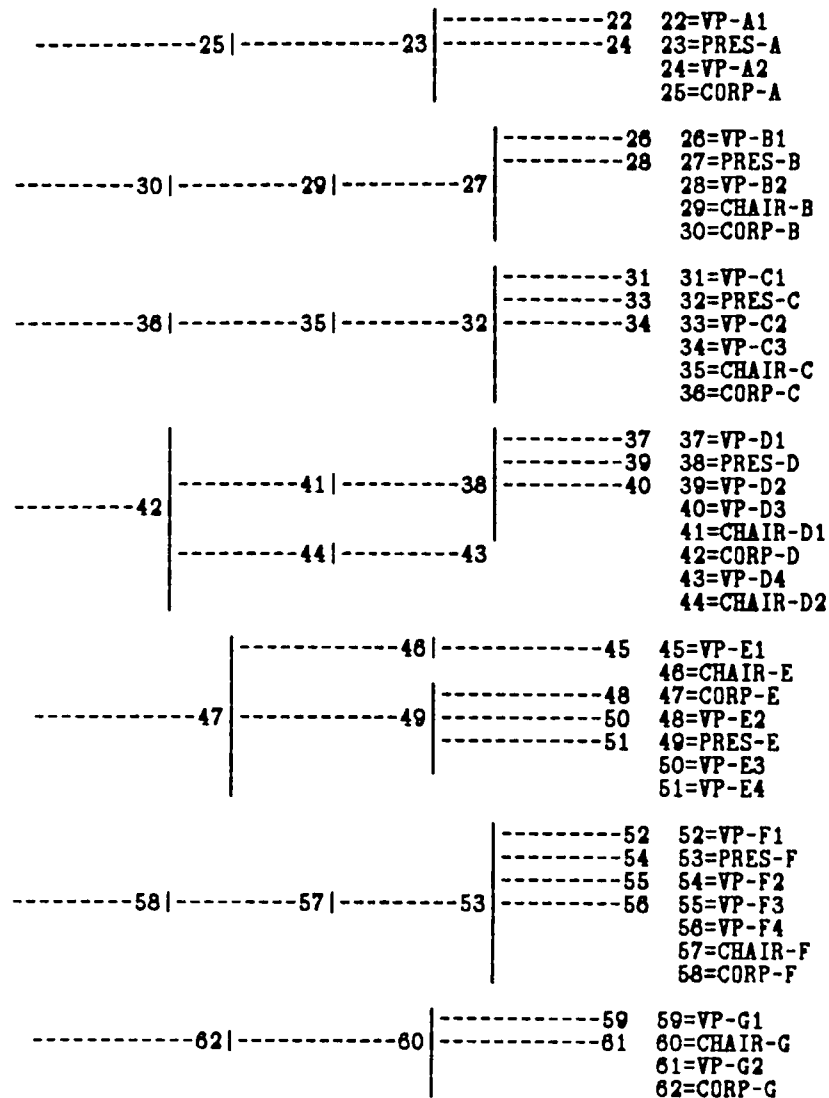 ----------22 22=VP-A1
---------25|---------23|----------24 23=PRES-A
24=VP-A2
25=CORP-A
---------26 26=VP-B1
---------28 27=PRES-B
---------30|--------29|--------27 28=VP-B2
29=CHAIR-B
30=CORP-B
---------31 31=VP-C1
---------33 32=PRES-C
---------36|--------35|--------32|---------34 33=VP-C2
34=VP-C3
35=CHAIR-C
36=CORP-C
---------37 37=VP-D1
---------39 38=PRES-D
--------41|--------38|---------40 39=VP-D2
---------42 40=VP-D3
41=CHAIR-D1
--------44|--------43 42=CORP-D
43=VP-D4
44=CHAIR-D2
----------46|----------45 45=VP-E1
46=CHAIR-E
----------48 47=CORP-E
----------47|----------49|----------50 48=VP-E2
----------51 49=PRES-E
50=VP-E3
51=VP-E4
---------52 52=VP-F1
---------54 53=PRES-F
---------55 54=VP-F2
---------58|--------57|--------53|---------56 55=VP-F3
56=VP-F4
57=CHAIR-F
58=CORP-F
----------59 59=VP-G1
----------62|----------60|----------61 60=CHAIR-G
61=VP-G2
62=CORP-G